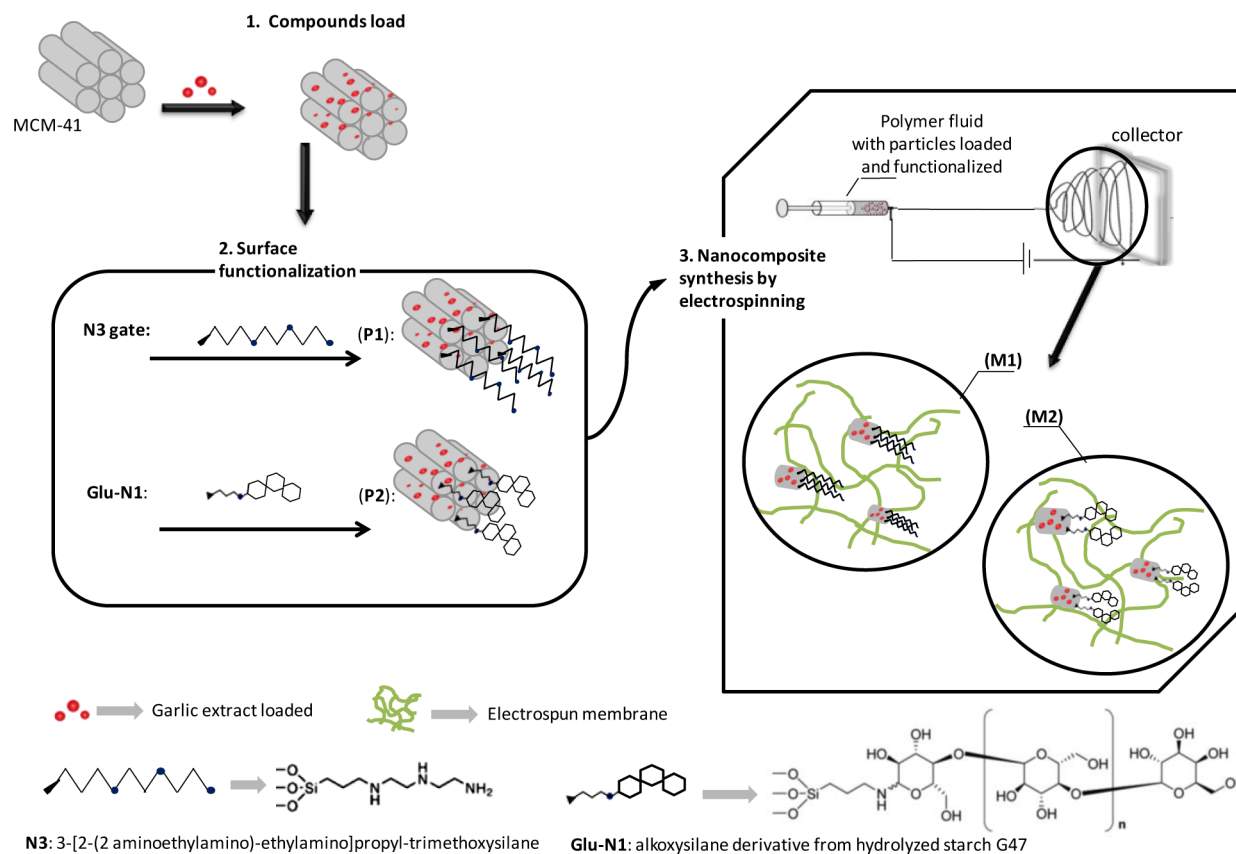 1. Compounds load
MCM-41
2. Surface
functionalization
N3 gate:
(P1):
Glu-N1:
(P2):
3. Nanocomposite
synthesis by
electrospinning
Polymer fluid
with particles loaded
and functionalized
collector
(M1)
(M2)
Garlic extract loaded
Electrospun membrane
O
O
Si
O
N
H
H
N
NH2
N3: 3-[2-(2 aminoethylamino)-ethylamino]propyl-trimethoxysilane
O
O
Si
O
N
H
HO
OH
O
O
OH
O
OH
HO
OH
O
n
OH
OH
HO
O
O
Glu-N1: alkoxysilane derivative from hydrolyzed starch G47